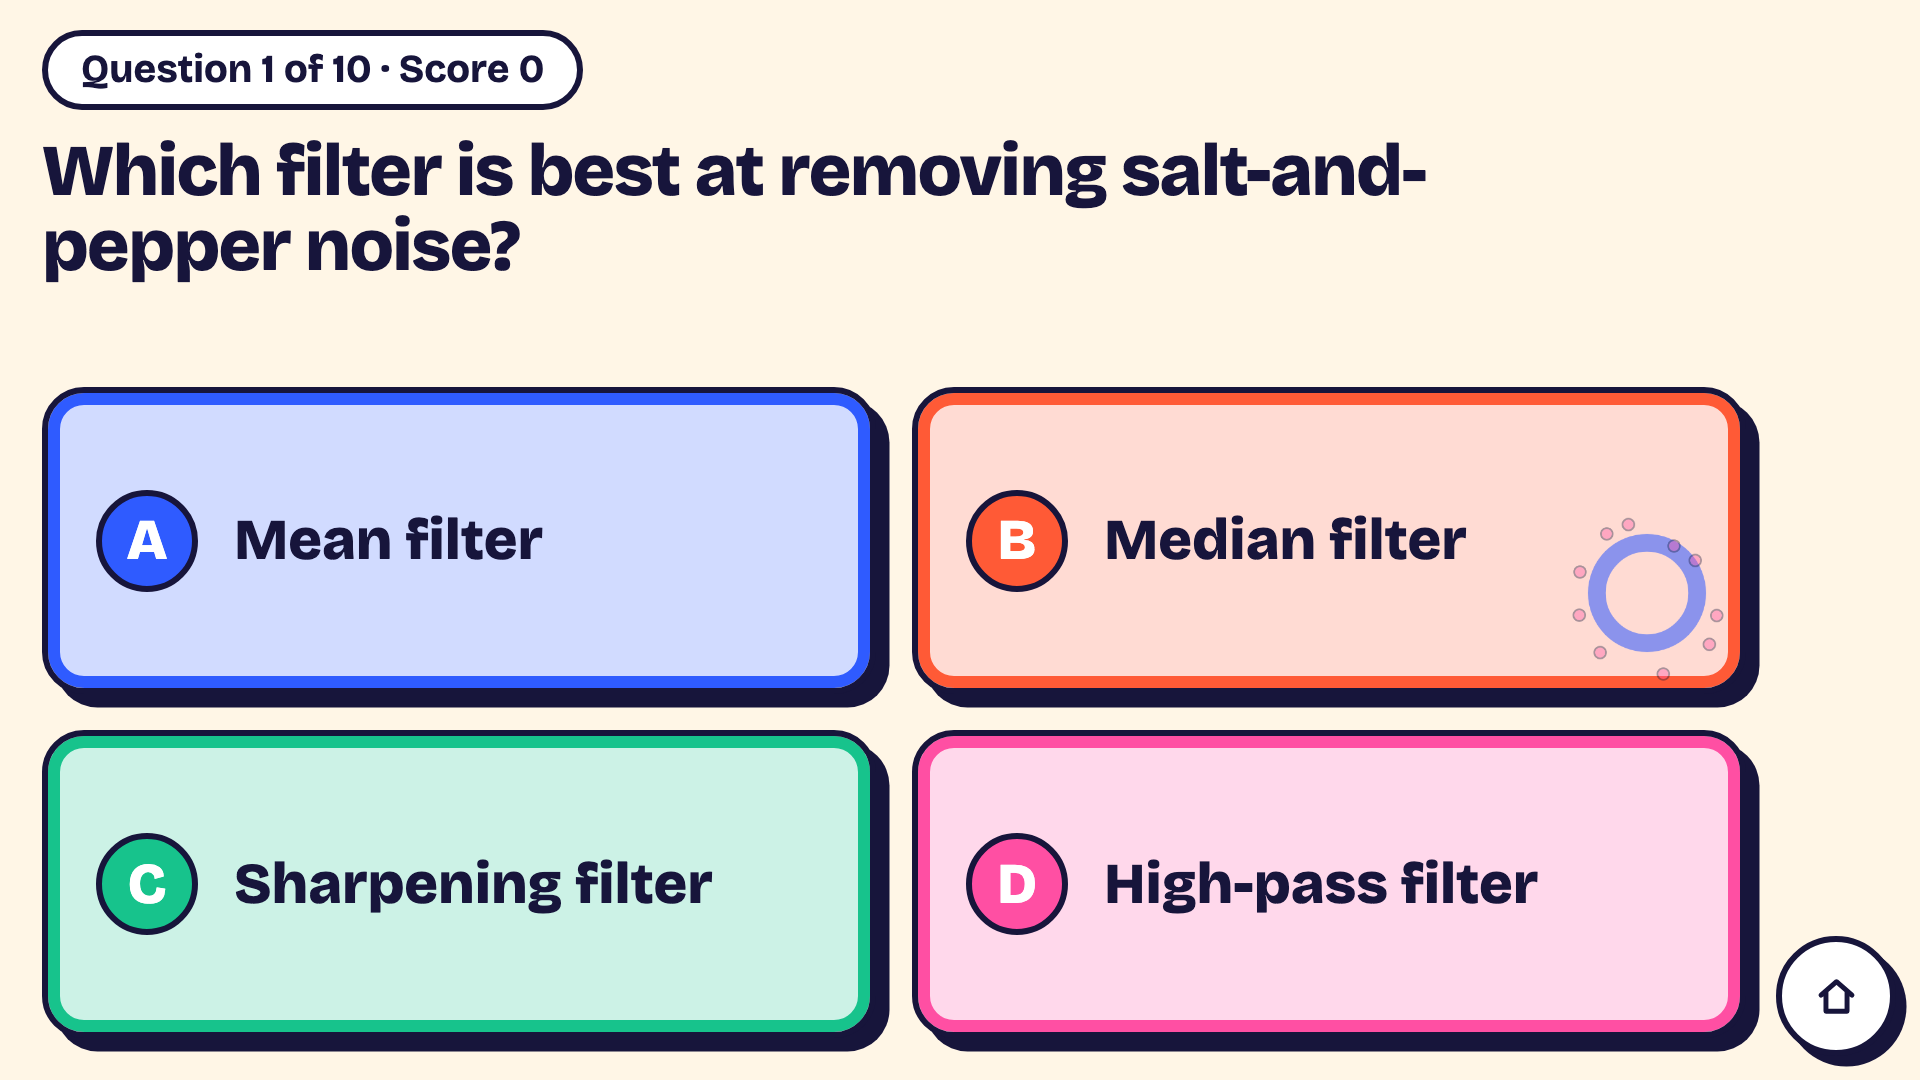 Question 1 of 10 · Score 0
Which filter is best at removing salt-and-
pepper noise?
A Mean filter
B Median filter
C Sharpening filter
D High-pass filter